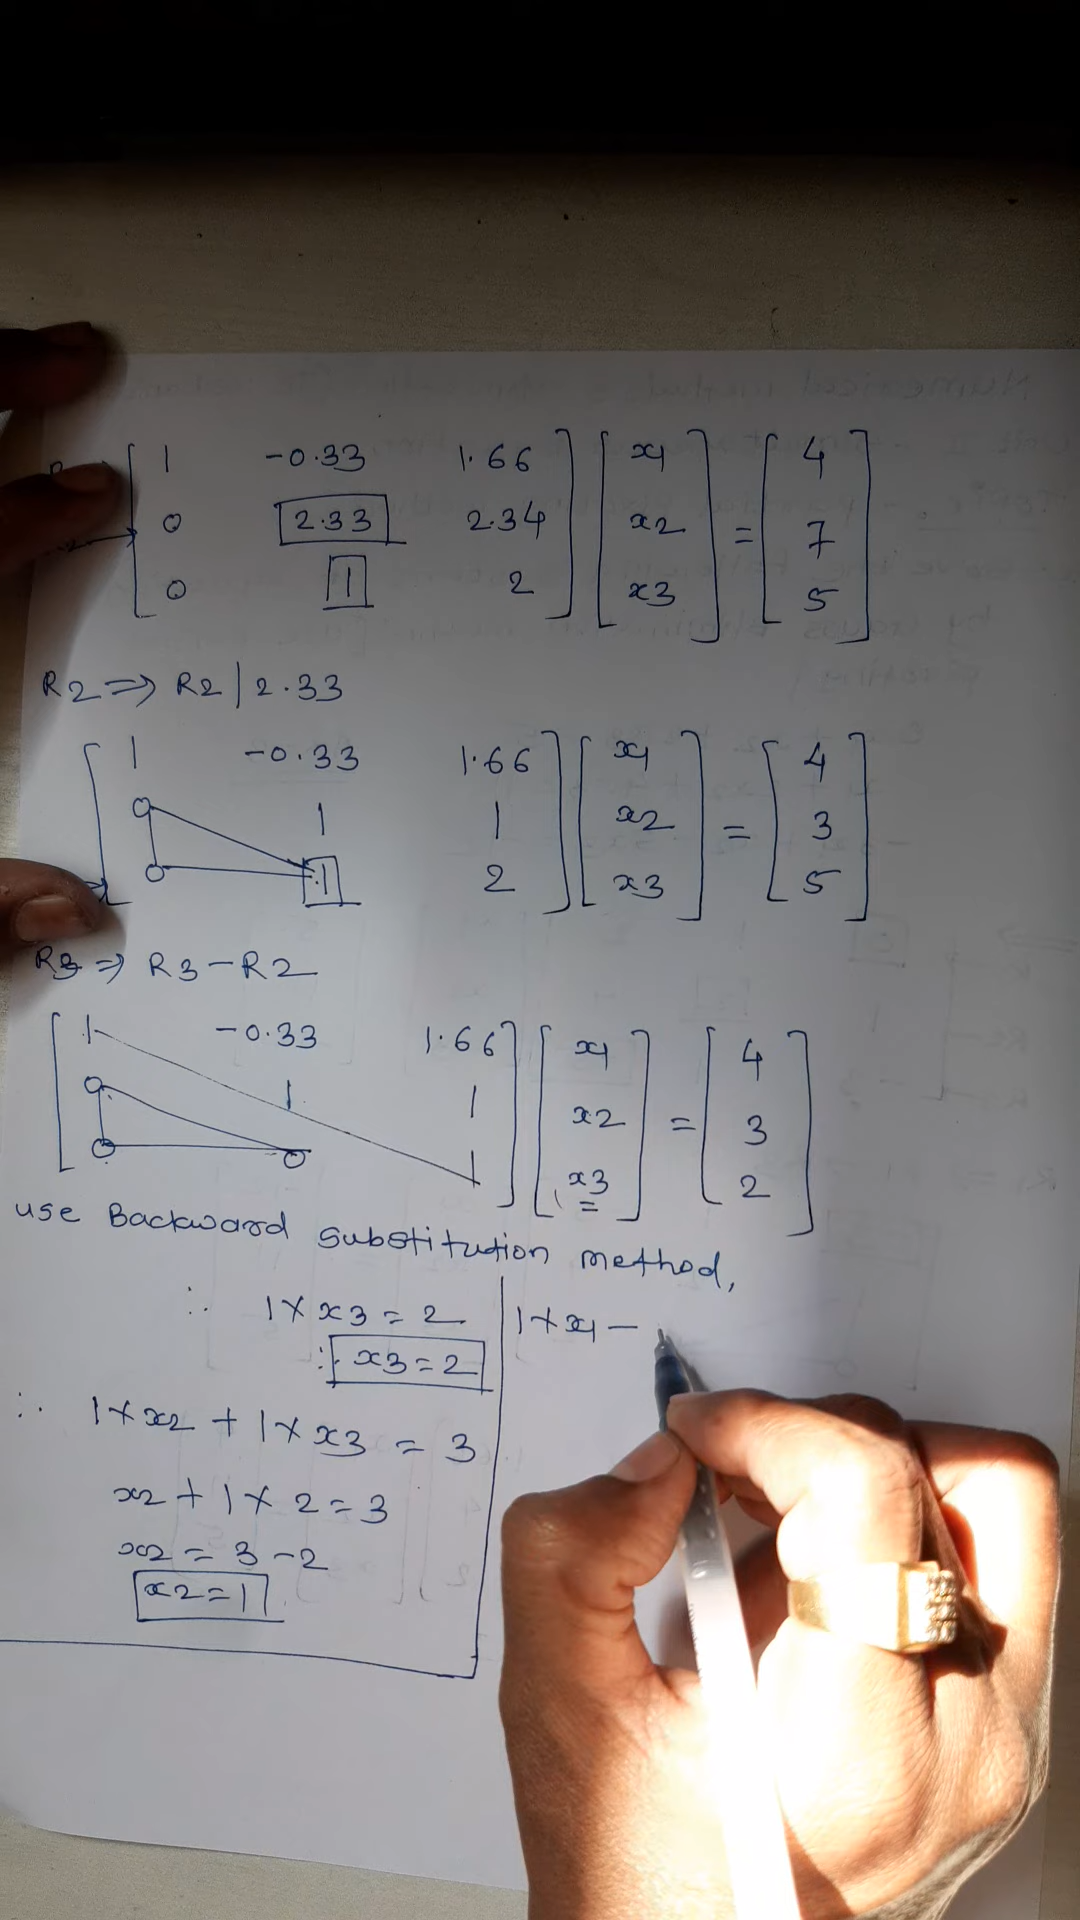 1 -0.33 1.66 x1 4
0 2.33 2.34 x2 = 7
0 1 2 x3 5
R2 => R2 | 2.33
1 -0.33 1.66 x1 4
0 1 1 x2 = 3
0 1 2 x3 5
R3 => R3 - R2
1 -0.33 1.66 x1 4
0 1 1 x2 = 3
0 0 1 x3 2
use Backward substitution method,
∴ 1 × x3 = 2
∴ x3 = 2
∴ 1 × x2 + 1 × x3 = 3
x2 + 1 × 2 = 3
x2 = 3 - 2
x2 = 1
1 × x1 -